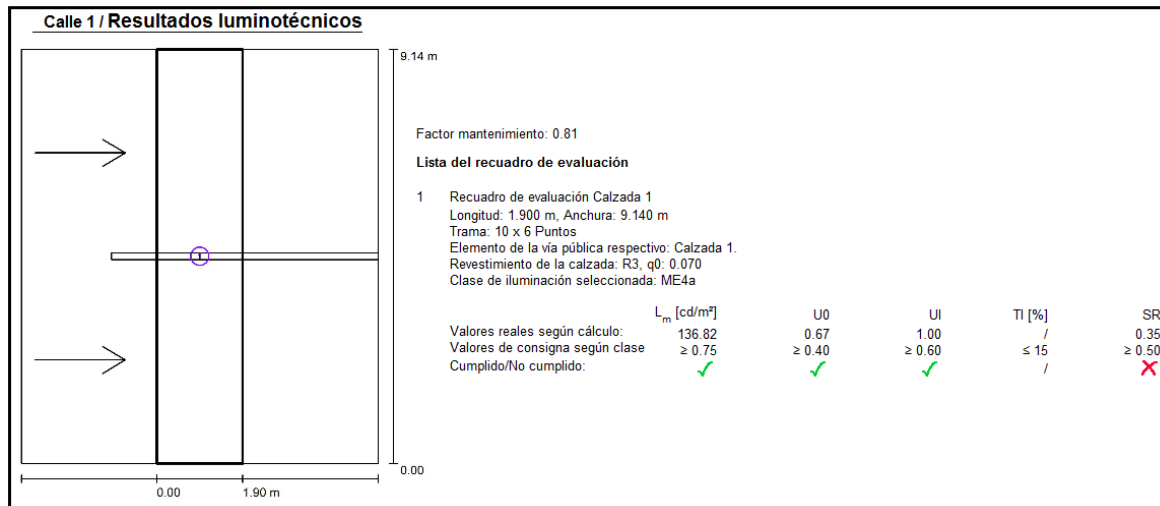 Calle 1 / Resultados luminotécnicos
9.14 m
Factor mantenimiento: 0.81
Lista del recuadro de evaluación
1 Recuadro de evaluación Calzada 1
Longitud: 1.900 m, Anchura: 9.140 m
Trama: 10 x 6 Puntos
Elemento de la vía pública respectivo: Calzada 1.
Revestimiento de la calzada: R3, q0: 0.070
Clase de iluminación seleccionada: ME4a
Lm [cd/m²] U0 UI TI [%] SR
Valores reales según cálculo: 136.82 0.67 1.00 / 0.35
Valores de consigna según clase ≥ 0.75 ≥ 0.40 ≥ 0.60 ≤ 15 ≥ 0.50
Cumplido/No cumplido: ✓ ✓ ✓ / ✗
0.00
0.00 1.90 m